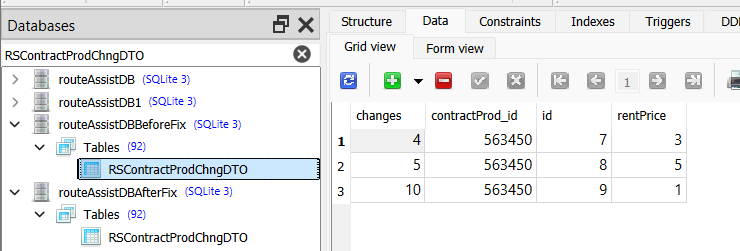 Databases
RSContractProdChngDTO
routeAssistDB (SQLite 3)
routeAssistDB1 (SQLite 3)
routeAssistDBBeforeFix (SQLite 3)
Tables (92)
RSContractProdChngDTO
routeAssistDBAfterFix (SQLite 3)
Tables (92)
RSContractProdChngDTO
Structure Data Constraints Indexes Triggers DD
Grid view Form view
1
changes contractProd_id id rentPrice
1 4 563450 7 3
2 5 563450 8 5
3 10 563450 9 1